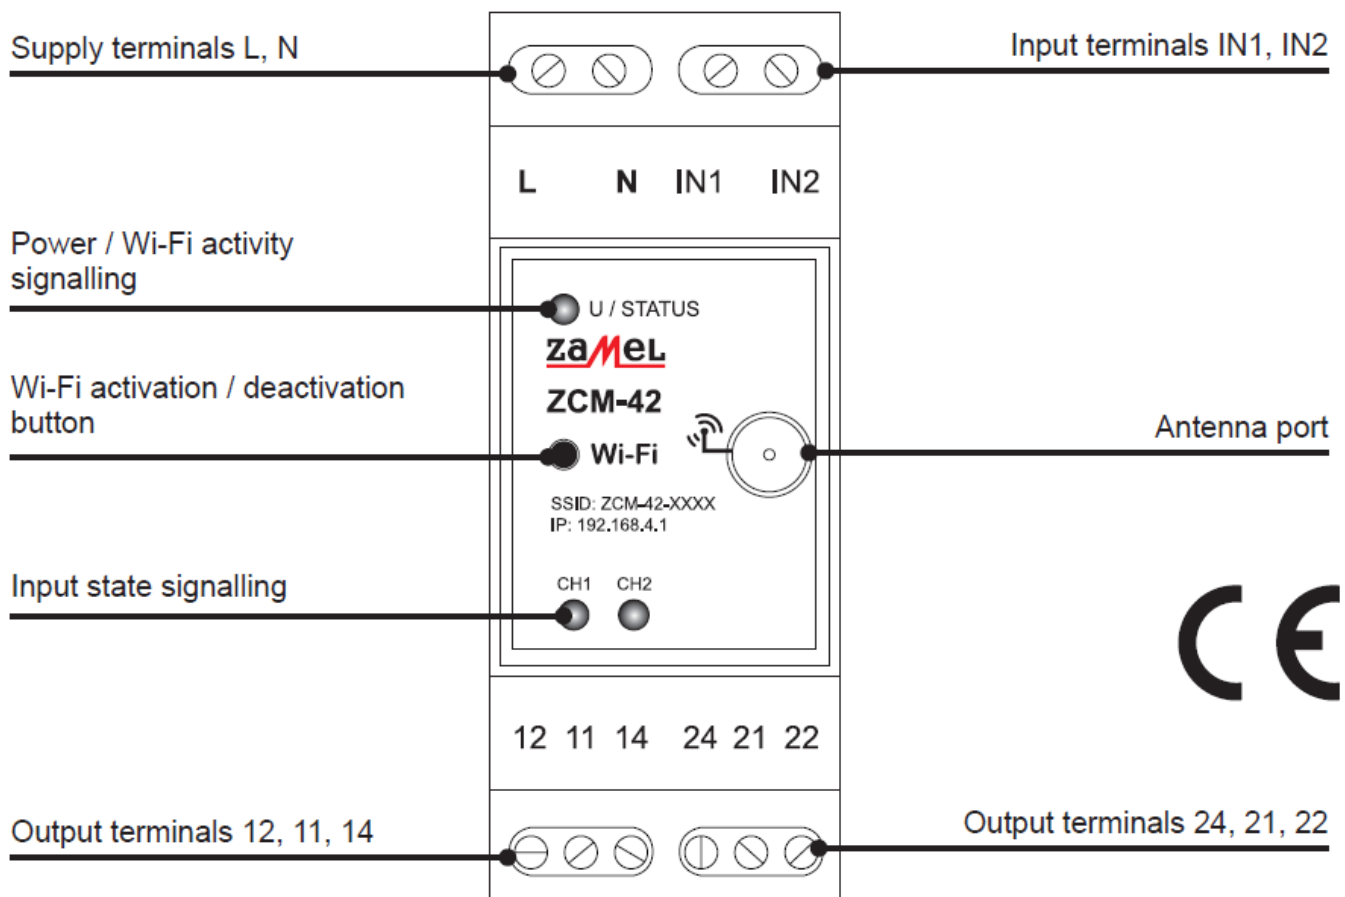 Supply terminals L, N
Input terminals IN1, IN2
L N IN1 IN2
Power / Wi-Fi activity
signalling
U / STATUS
zaMeL
ZCM-42
Wi-Fi activation / deactivation
button
Wi-Fi
Antenna port
SSID: ZCM-42-XXXX
IP: 192.168.4.1
Input state signalling
CH1 CH2
CE
12 11 14 24 21 22
Output terminals 12, 11, 14
Output terminals 24, 21, 22